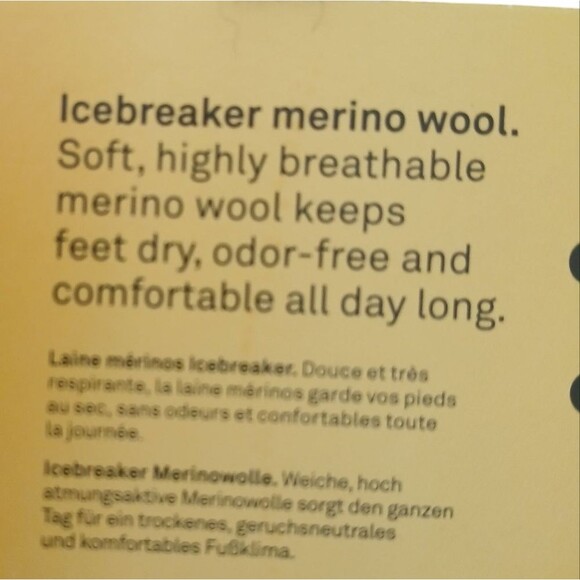 Icebreaker merino wool.
Soft, highly breathable
merino wool keeps
feet dry, odor-free and
comfortable all day long.
Laine mérinos Icebreaker. Douce et très
respirante, la laine mérinos garde vos pieds
au sec, sans odeurs et confortables toute
la journée.
Icebreaker Merinowolle. Weiche, hoch
atmungsaktive Merinowolle sorgt den ganzen
Tag für ein trockenes, geruchsneutrales
und komfortables Fußklima.